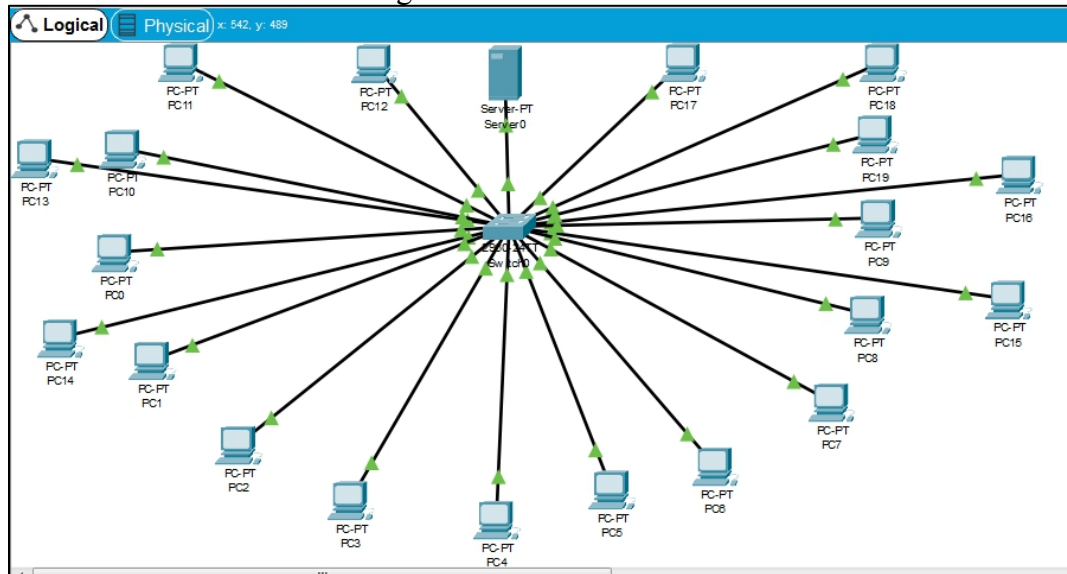 Logical
Physical
x: 542, y: 489
PC-PT
PC11
PC-PT
PC12
Server-PT
Server0
PC-PT
PC17
PC-PT
PC18
PC-PT
PC13
PC-PT
PC10
PC-PT
PC19
PC-PT
PC16
PC-PT
PC0
2960-24TT
Switch0
PC-PT
PC9
PC-PT
PC14
PC-PT
PC1
PC-PT
PC8
PC-PT
PC15
PC-PT
PC2
PC-PT
PC3
PC-PT
PC4
PC-PT
PC5
PC-PT
PC6
PC-PT
PC7